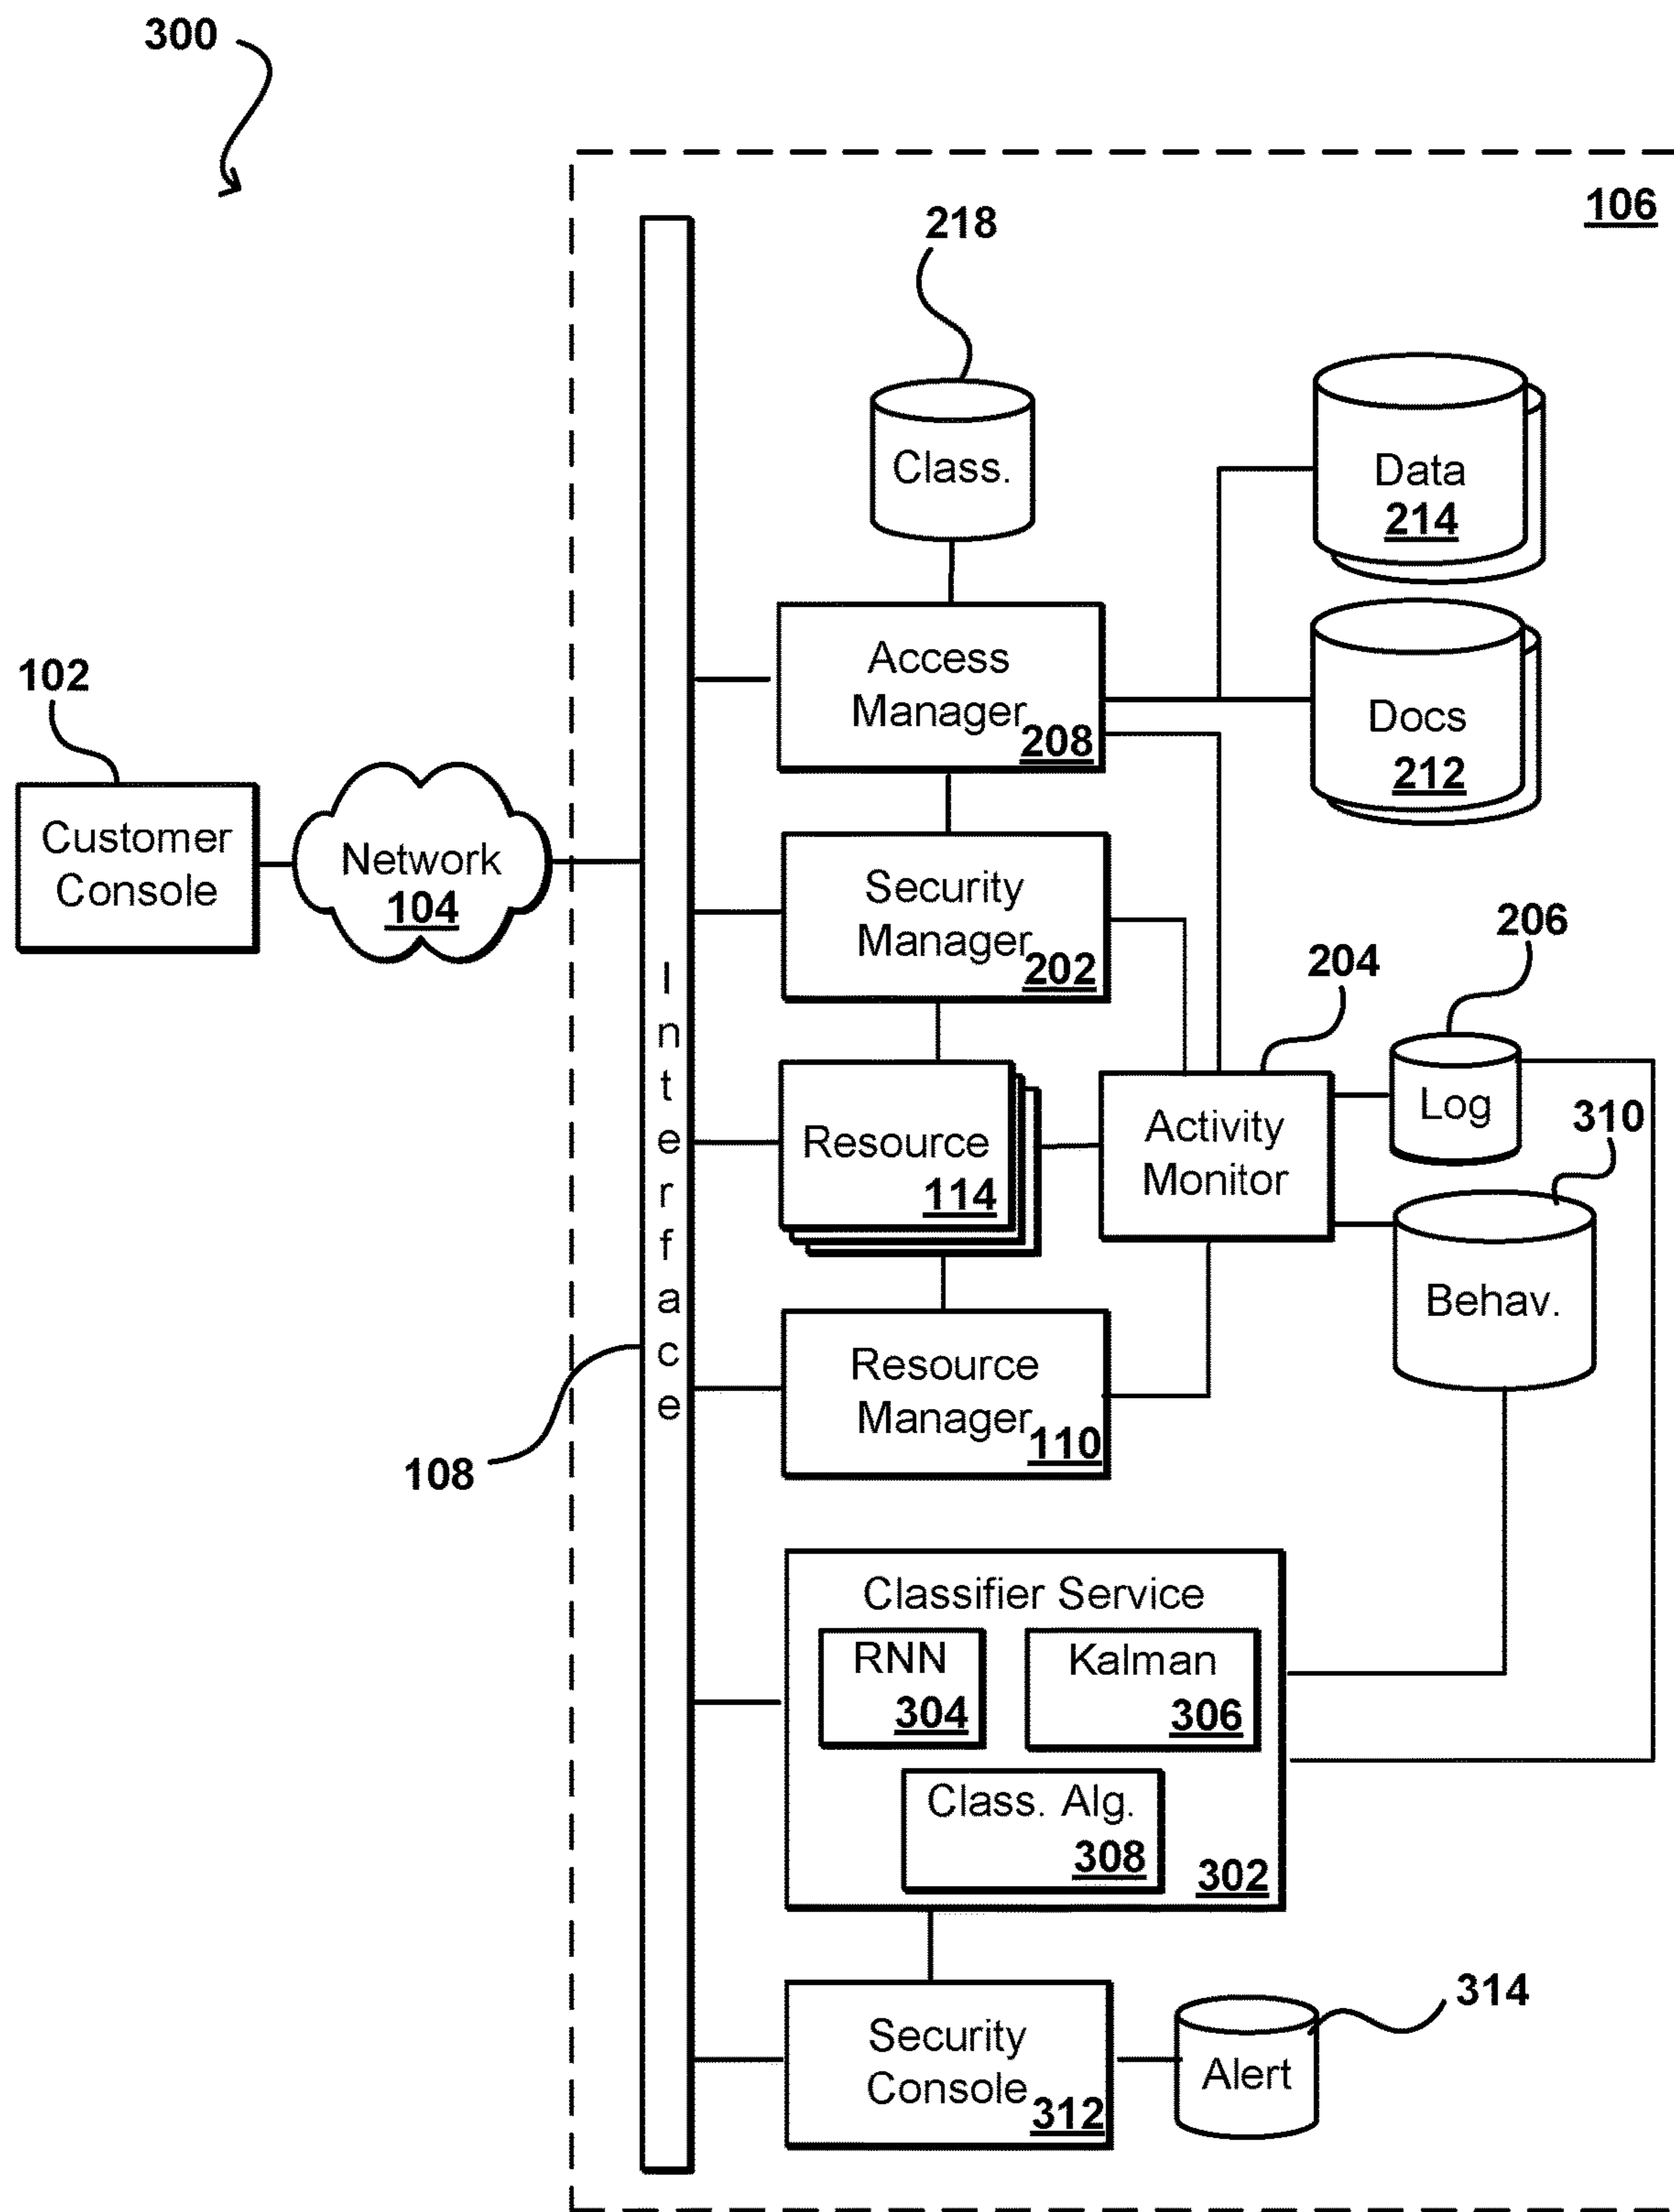 300
106
218
Class.
Data
214
Access
Manager
208
Docs
212
102
Customer
Console
Network
104
Security
Manager
202
206
204
Interface
Log
310
Resource
114
Activity
Monitor
Behav.
Resource
Manager
110
108
Classifier Service
RNN
304
Kalman
306
Class. Alg.
308
302
314
Security
Console
312
Alert